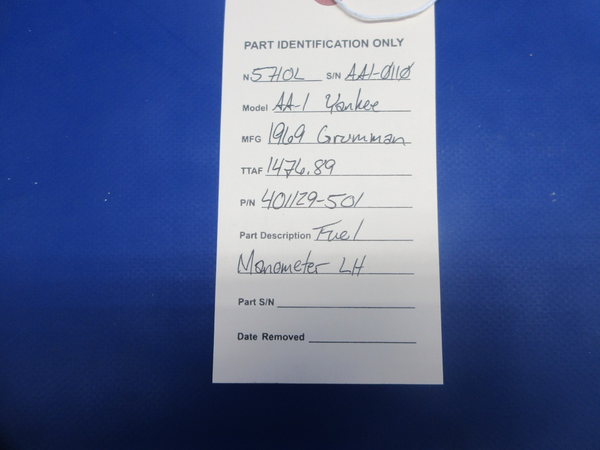 PART IDENTIFICATION ONLY
N 5710L S/N AA1-0110
Model AA-1 Yankee
MFG 1969 Grumman
TTAF 1476.89
P/N 401129-501
Part Description Fuel
Manometer LH
Part S/N
Date Removed